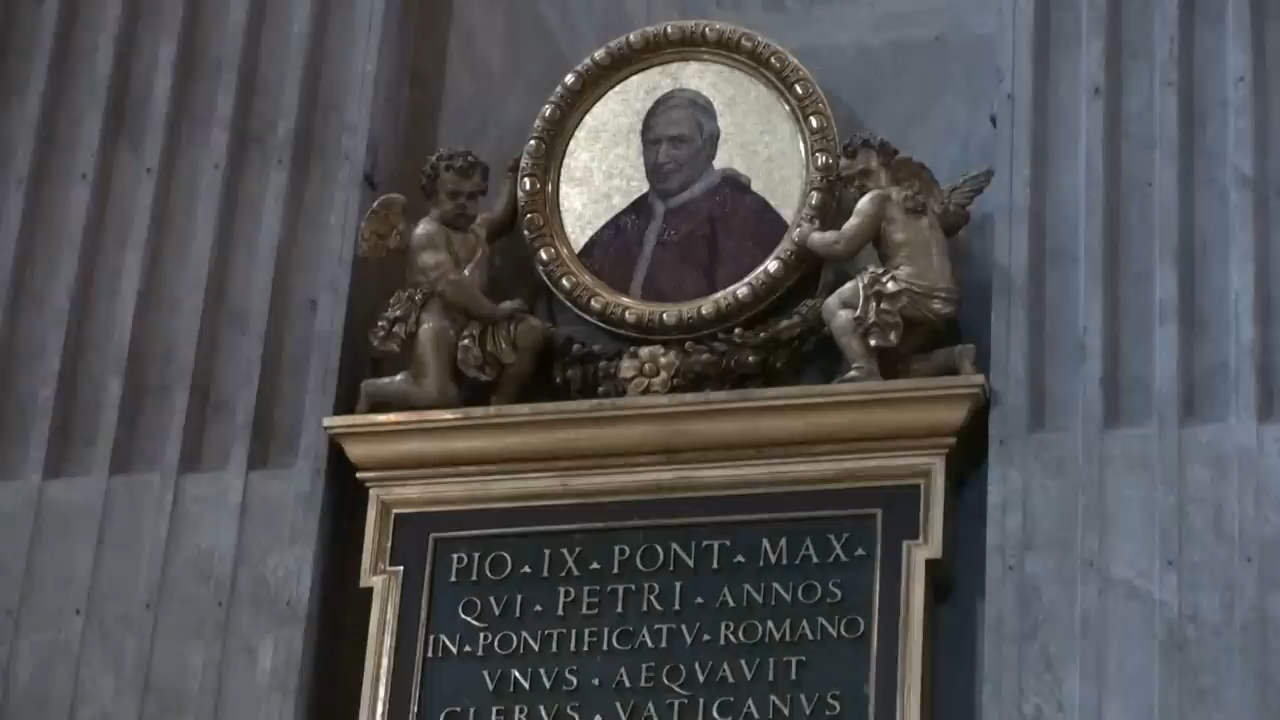 PIO ▴ IX ▴ PONT ▴ MAX ▴
QVI ▴ PETRI ▴ ANNOS
IN ▴ PONTIFICATV ▴ ROMANO
VNVS ▴ AEQVAVIT
CLERVS ▴ VATICANVS